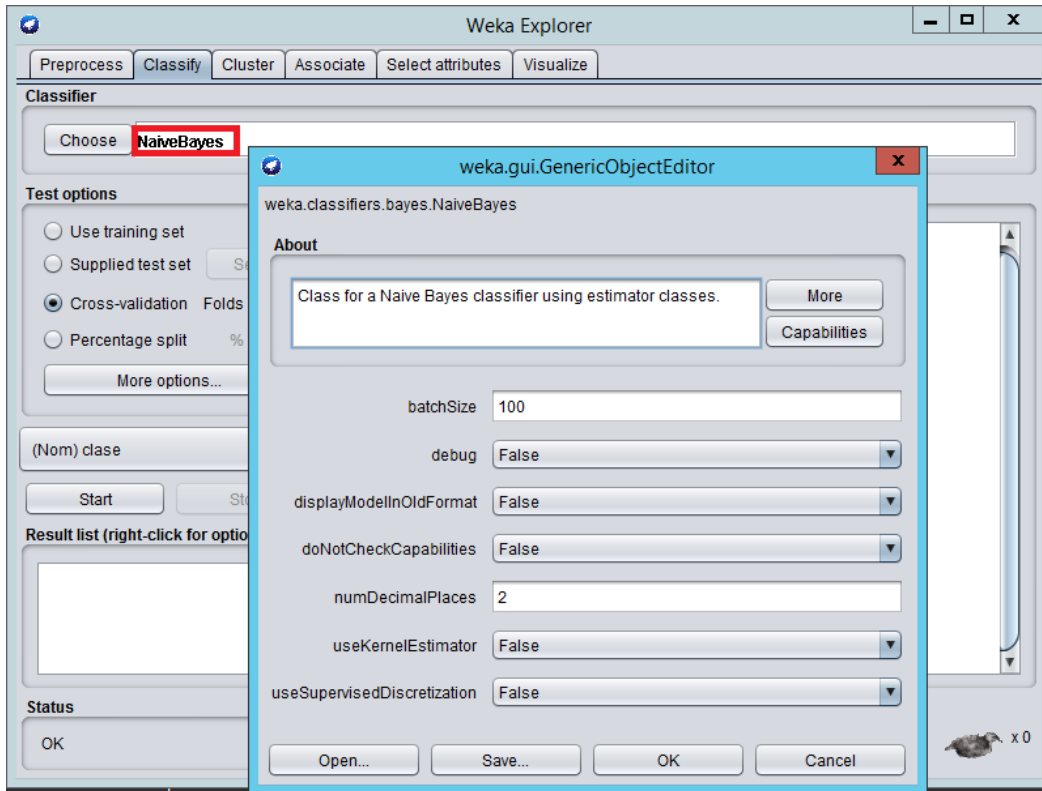 Weka Explorer
Preprocess Classify Cluster Associate Select attributes Visualize
Classifier
Choose NaiveBayes
weka.gui.GenericObjectEditor
Test options
weka.classifiers.bayes.NaiveBayes
Use training set
About
Supplied test set
Class for a Naive Bayes classifier using estimator classes. More
Cross-validation Folds
Capabilities
Percentage split %
More options...
batchSize 100
(Nom) clase
debug False
Start
displayModelInOldFormat False
Result list (right-click for
doNotCheckCapabilities False
numDecimalPlaces 2
useKernelEstimator False
useSupervisedDiscretization False
Status
OK
x 0
Open... Save... OK Cancel